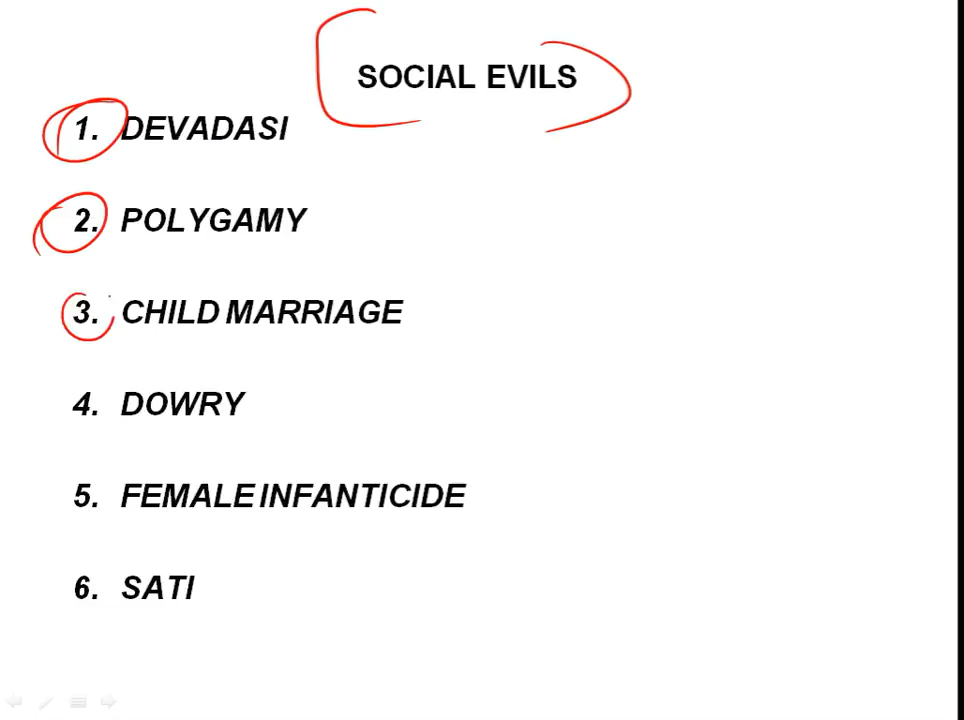 SOCIAL EVILS
1. DEVADASI
2. POLYGAMY
3. CHILD MARRIAGE
4. DOWRY
5. FEMALE INFANTICIDE
6. SATI